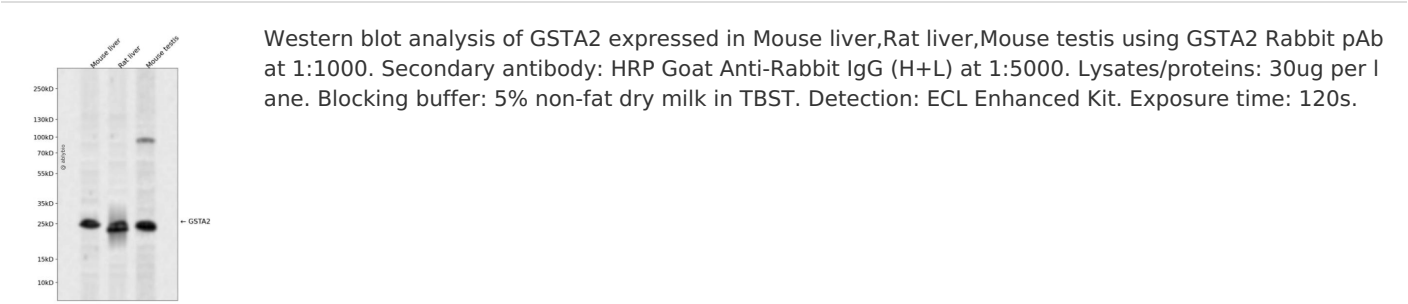 Mouse liver
Rat liver
Mouse testis
250kD
130kD
100kD
70kD
55kD
35kD
25kD
15kD
10kD
← GSTA2
Western blot analysis of GSTA2 expressed in Mouse liver,Rat liver,Mouse testis using GSTA2 Rabbit pAb
at 1:1000. Secondary antibody: HRP Goat Anti-Rabbit IgG (H+L) at 1:5000. Lysates/proteins: 30ug per l
ane. Blocking buffer: 5% non-fat dry milk in TBST. Detection: ECL Enhanced Kit. Exposure time: 120s.